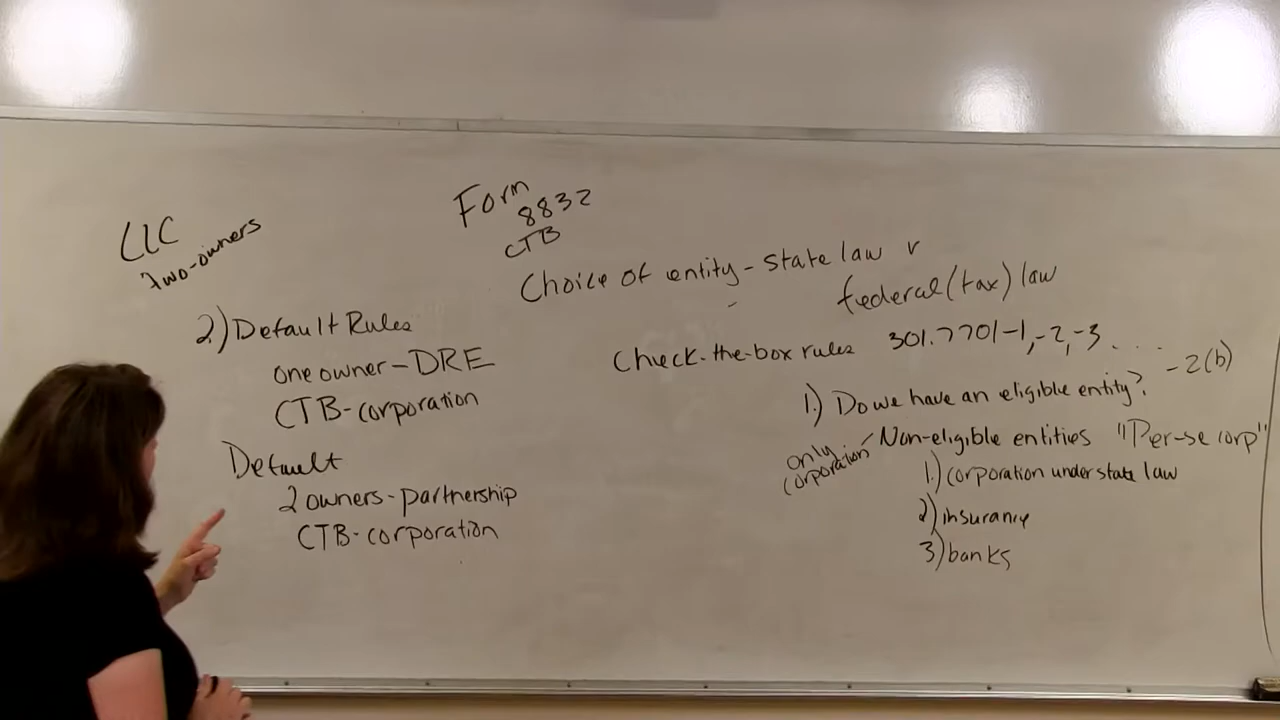 LLC
Two-owners
2.) Default Rules
one owner - DRE
CTB - corporation
Default
2 owners - partnership
CTB - corporation
Form
8832
CTB
Choice of entity - state law v
federal (tax) law
Check-the-box rules 301.7701-1, -2, -3....
-2(b)
1.) Do we have an eligible entity?
only
corporation
Non-eligible entities "Per-se corp"
1.) corporation under state law
2) insurance
3) banks